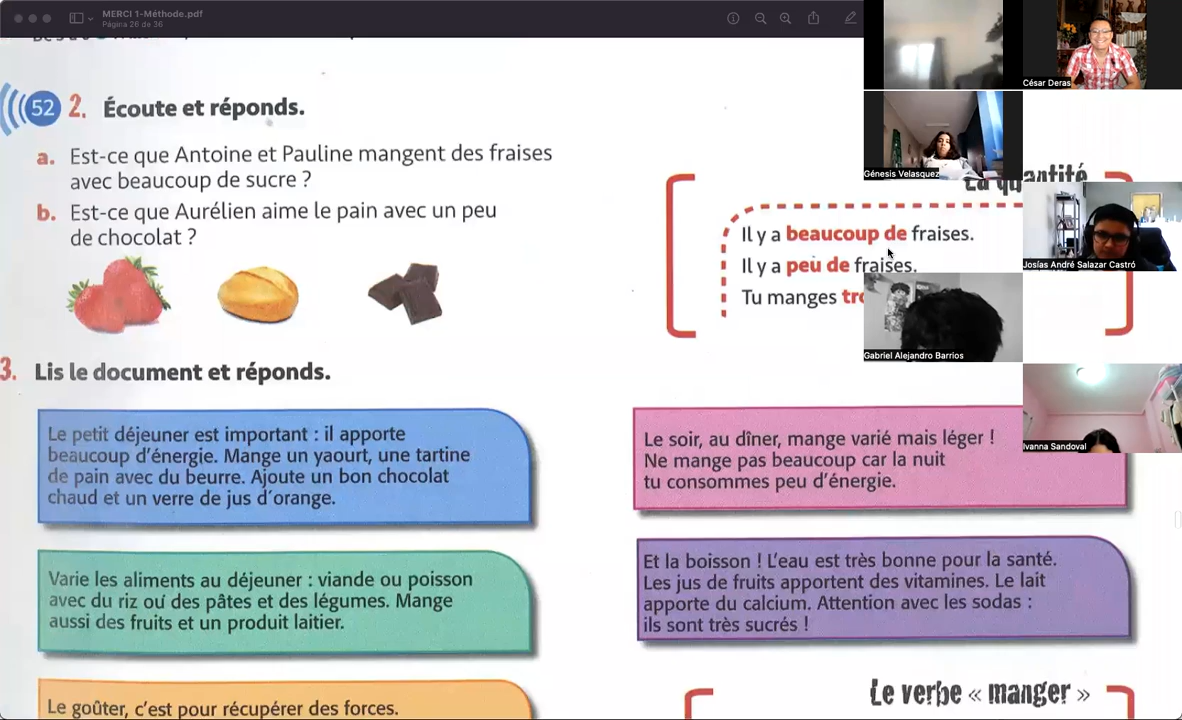 MERCI 1-Méthode.pdf
Página 26 de 36
52 2. Écoute et réponds.
a. Est-ce que Antoine et Pauline mangent des fraises
avec beaucoup de sucre ?
b. Est-ce que Aurélien aime le pain avec un peu
de chocolat ?
La quantité
Il y a beaucoup de fraises.
Il y a peu de fraises.
Tu manges
3. Lis le document et réponds.
Le petit déjeuner est important : il apporte
beaucoup d'énergie. Mange un yaourt, une tartine
de pain avec du beurre. Ajoute un bon chocolat
chaud et un verre de jus d'orange.
Varie les aliments au déjeuner : viande ou poisson
avec du riz ou des pâtes et des légumes. Mange
aussi des fruits et un produit laitier.
Le goûter, c'est pour récupérer des forces.
Le soir, au dîner, mange varié mais léger !
Ne mange pas beaucoup car la nuit
tu consommes peu d'énergie.
Et la boisson ! L'eau est très bonne pour la santé.
Les jus de fruits apportent des vitamines. Le lait
apporte du calcium. Attention avec les sodas :
ils sont très sucrés !
Le verbe « manger »
César Deras
Génesis Velasquez
Josías André Salazar Castró
Gabriel Alejandro Barrios
Ivanna Sandoval